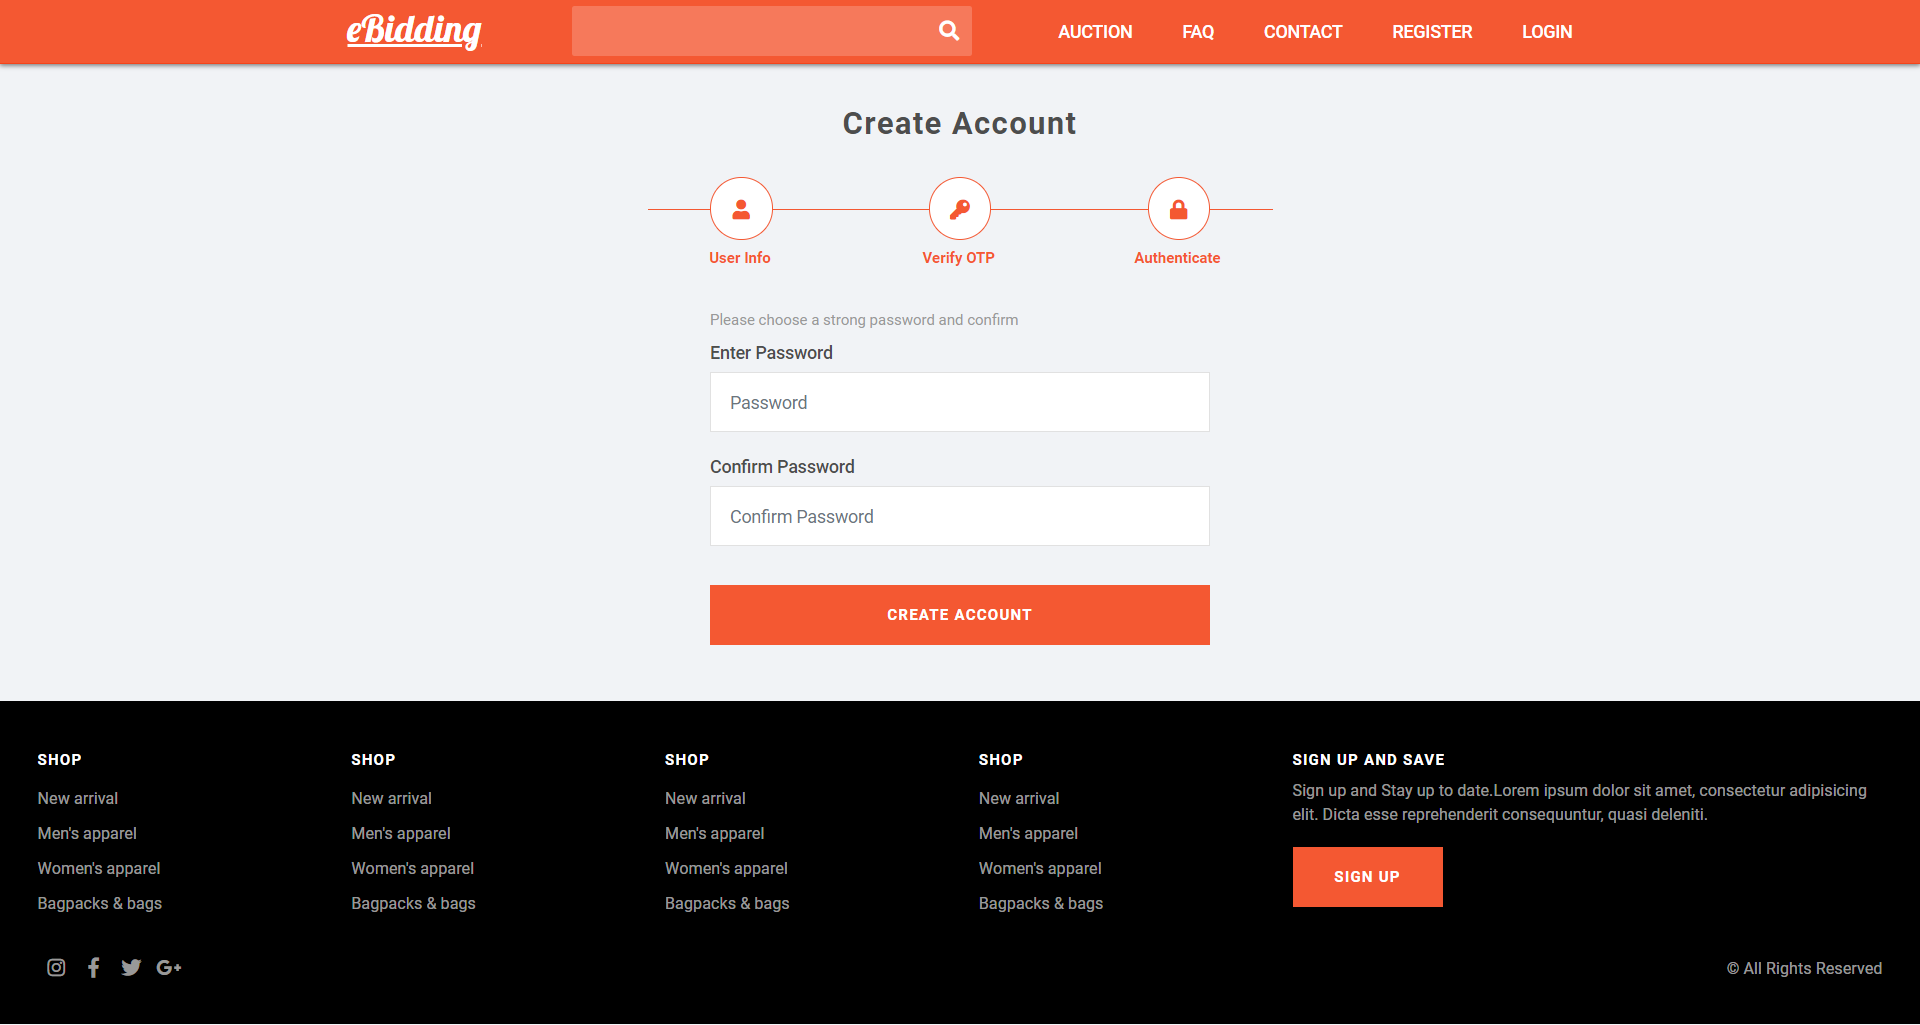 eBidding
AUCTION FAQ CONTACT REGISTER LOGIN
Create Account
User Info Verify OTP Authenticate
Please choose a strong password and confirm
Enter Password
Password
Confirm Password
Confirm Password
CREATE ACCOUNT
SHOP
New arrival
Men's apparel
Women's apparel
Bagpacks & bags
SHOP
New arrival
Men's apparel
Women's apparel
Bagpacks & bags
SHOP
New arrival
Men's apparel
Women's apparel
Bagpacks & bags
SHOP
New arrival
Men's apparel
Women's apparel
Bagpacks & bags
SIGN UP AND SAVE
Sign up and Stay up to date.Lorem ipsum dolor sit amet, consectetur adipisicing
elit. Dicta esse reprehenderit consequuntur, quasi deleniti.
SIGN UP
G+
© All Rights Reserved